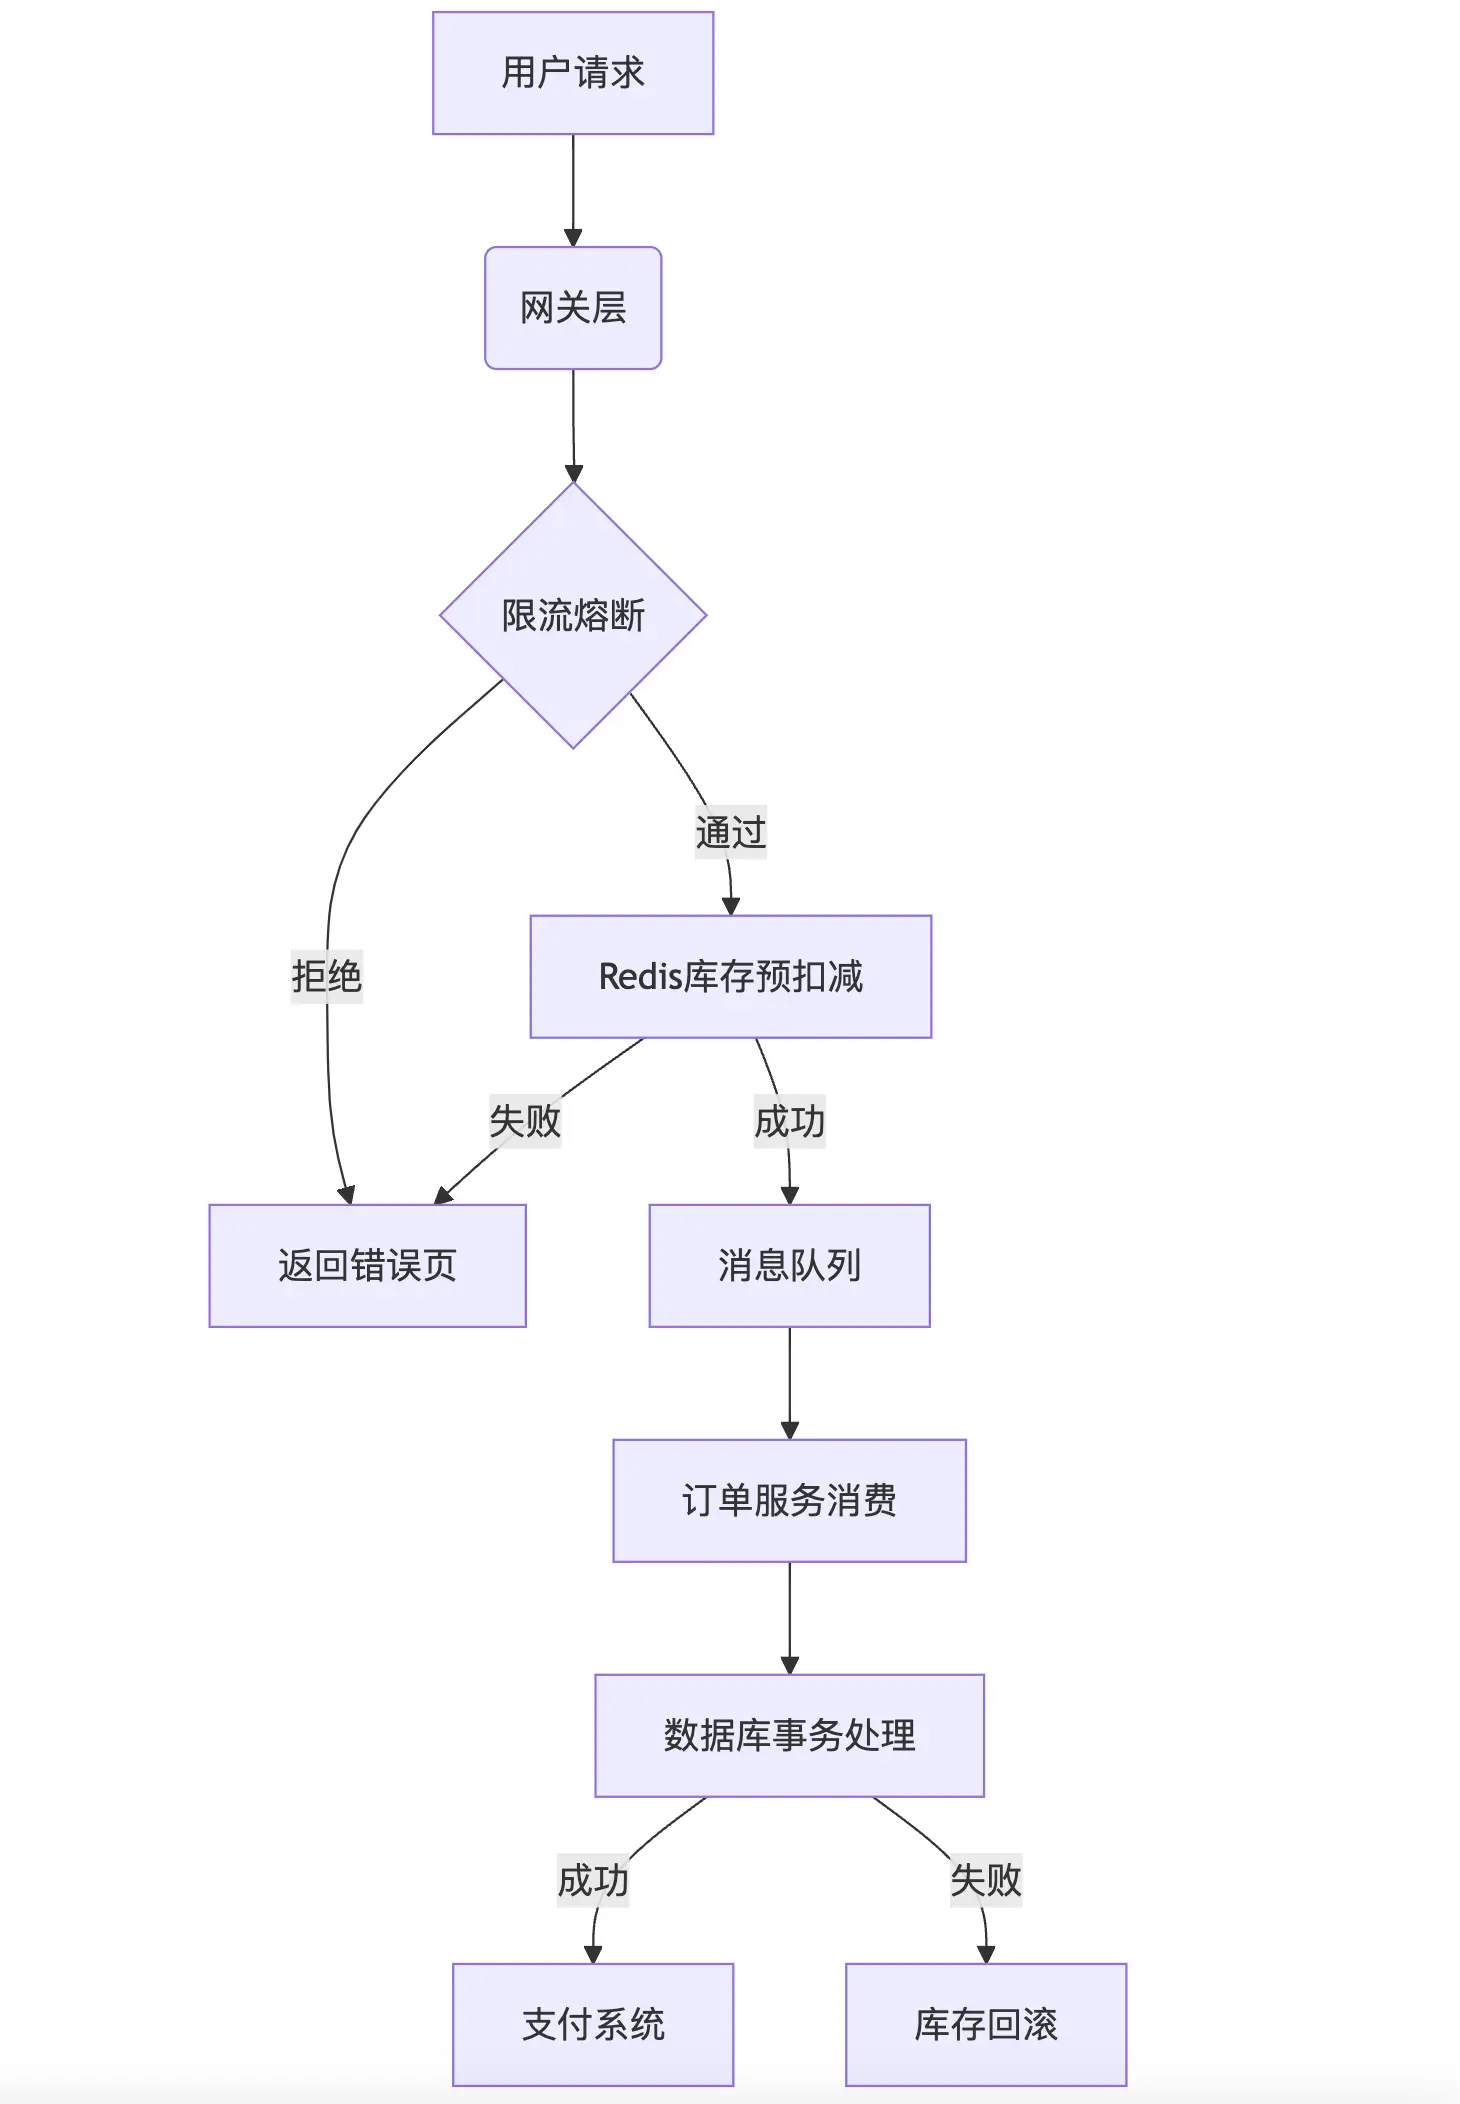 用户请求
网关层
限流熔断
通过
拒绝
Redis库存预扣减
失败
成功
返回错误页
消息队列
订单服务消费
数据库事务处理
成功
失败
支付系统
库存回滚